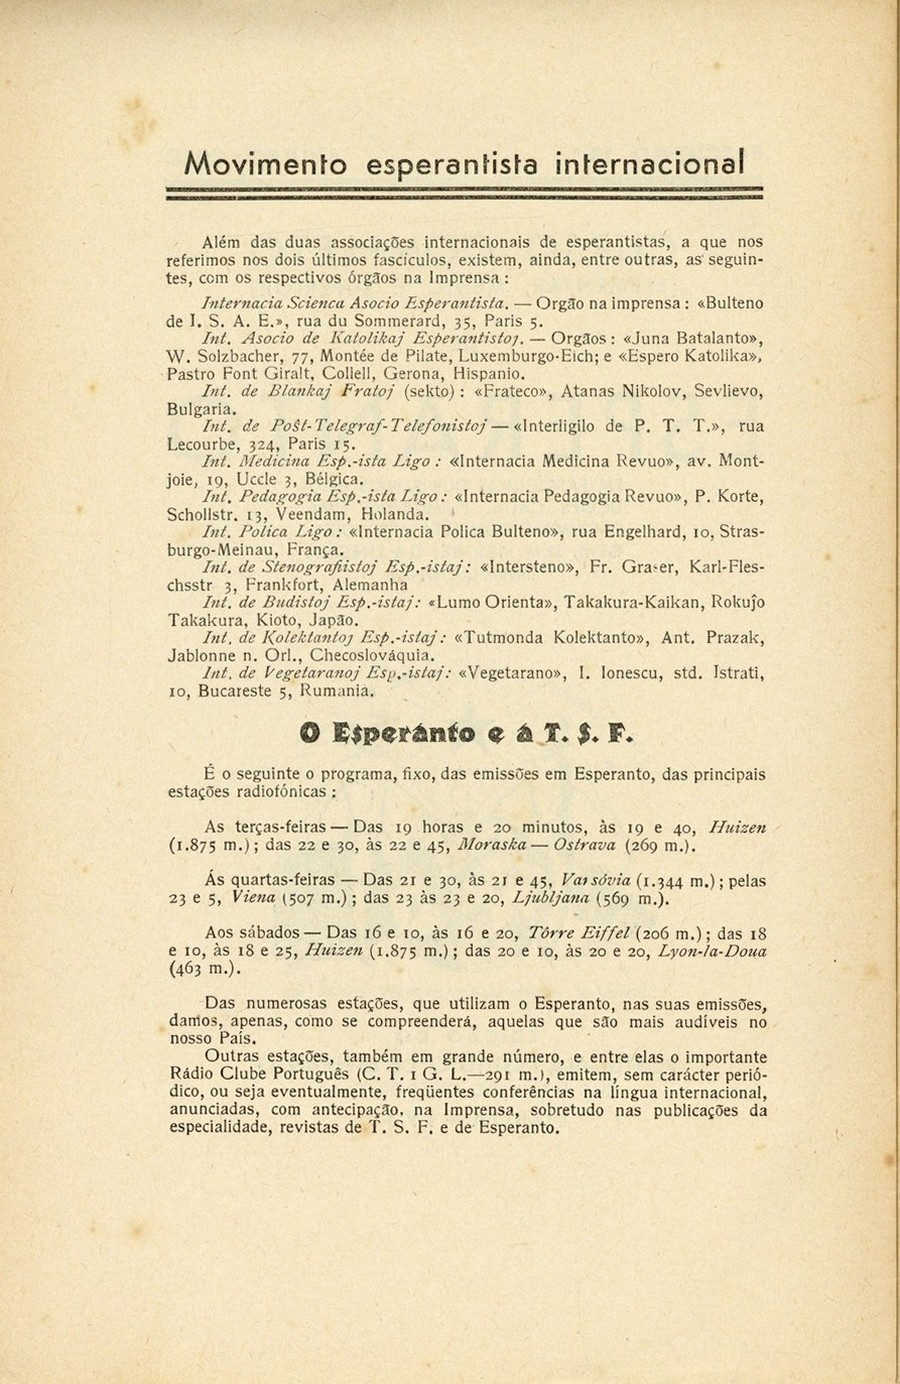 Movimento esperantista internacional
Além das duas associações internacionais de esperantistas, a que nos
referimos nos dois últimos fascículos, existem, ainda, entre outras, as seguin-
tes, com os respectivos órgãos na Imprensa :
Internacia Scienca Asocio Esperantista. — Orgão na imprensa : «Bulteno
de I. S. A. E.», rua du Sommerard, 35, Paris 5.
Int. Asocio de Katolikaj Esperantistoj. — Orgãos : «Juna Batalanto»,
W. Solzbacher, 77, Montée de Pilate, Luxemburgo-Eich; e «Espero Katolika»,
Pastro Font Giralt, Collell, Gerona, Hispanio.
Int. de Blankaj Fratoj (sekto) : «Frateco», Atanas Nikolov, Sevlievo,
Bulgaria.
Int. de Poŝt-Telegraf-Telefonistoj — «Interligilo de P. T. T.», rua
Lecourbe, 324, Paris 15.
Int. Medicina Esp.-ista Ligo : «Internacia Medicina Revuo», av. Mont-
joie, 19, Uccle 3, Bélgica.
Int. Pedagogia Esp.-ista Ligo : «Internacia Pedagogia Revuo», P. Korte,
Schollstr. 13, Veendam, Holanda.
Int. Polica Ligo : «Internacia Polica Bulteno», rua Engelhard, 10, Stras-
burgo-Meinau, França.
Int. de Stenografiistoj Esp.-istaj : «Intersteno», Fr. Graser, Karl-Fles-
chsstr 3, Frankfort, Alemanha
Int. de Budistoj Esp.-istaj : «Lumo Orienta», Takakura-Kaikan, Rokuĵo
Takakura, Kioto, Japão.
Int. de Kolektantoj Esp.-istaj : «Tutmonda Kolektanto», Ant. Prazak,
Jablonne n. Orl., Checoslováquia.
Int. de Vegetaranoj Esp.-istaj : «Vegetarano», I. Ionescu, std. Istrati,
10, Bucareste 5, Rumania.
O Esperánto e á T. S. F.
É o seguinte o programa, fixo, das emissões em Esperanto, das principais
estações radiofónicas :
As terças-feiras — Das 19 horas e 20 minutos, às 19 e 40, Huizen
(1.875 m.) ; das 22 e 30, às 22 e 45, Moraska — Ostrava (269 m.).
Ás quartas-feiras — Das 21 e 30, às 21 e 45, Varsóvia (1.344 m.) ; pelas
23 e 5, Viena (507 m.) ; das 23 às 23 e 20, Ljubljana (569 m.).
Aos sábados — Das 16 e 10, às 16 e 20, Tôrre Eiffel (206 m.) ; das 18
e 10, às 18 e 25, Huizen (1.875 m.) ; das 20 e 10, às 20 e 20, Lyon-la-Doua
(463 m.).
Das numerosas estações, que utilizam o Esperanto, nas suas emissões,
damos, apenas, como se compreenderá, aquelas que são mais audíveis no
nosso País.
Outras estações, também em grande número, e entre elas o importante
Rádio Clube Português (C. T. 1 G. L.—291 m.), emitem, sem carácter perió-
dico, ou seja eventualmente, freqüentes conferências na língua internacional,
anunciadas, com antecipação, na Imprensa, sobretudo nas publicações da
especialidade, revistas de T. S. F. e de Esperanto.